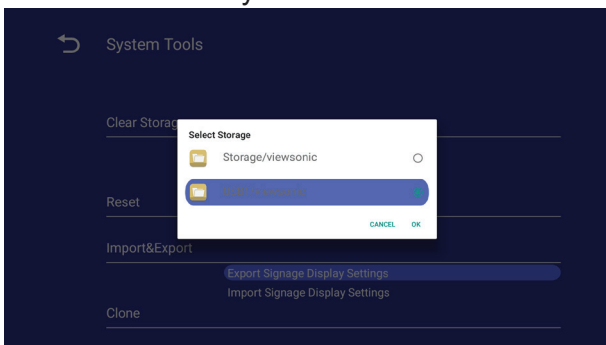 System Tools
Clear Storag
Select Storage
Storage/viewsonic
CANCEL OK
Reset
Import&Export
Export Signage Display Settings
Import Signage Display Settings
Clone